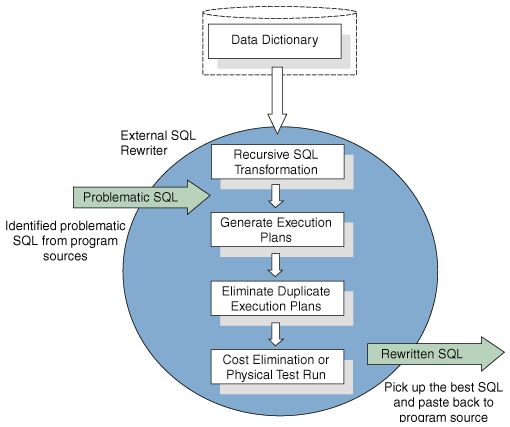 Data Dictionary
External SQL
Rewriter
Recursive SQL
Transformation
Problematic SQL
Identified problematic
SQL from program
sources
Generate Execution
Plans
Eliminate Duplicate
Execution Plans
Cost Elimination or
Physical Test Run
Rewritten SQL
Pick up the best SQL
and paste back to
program source